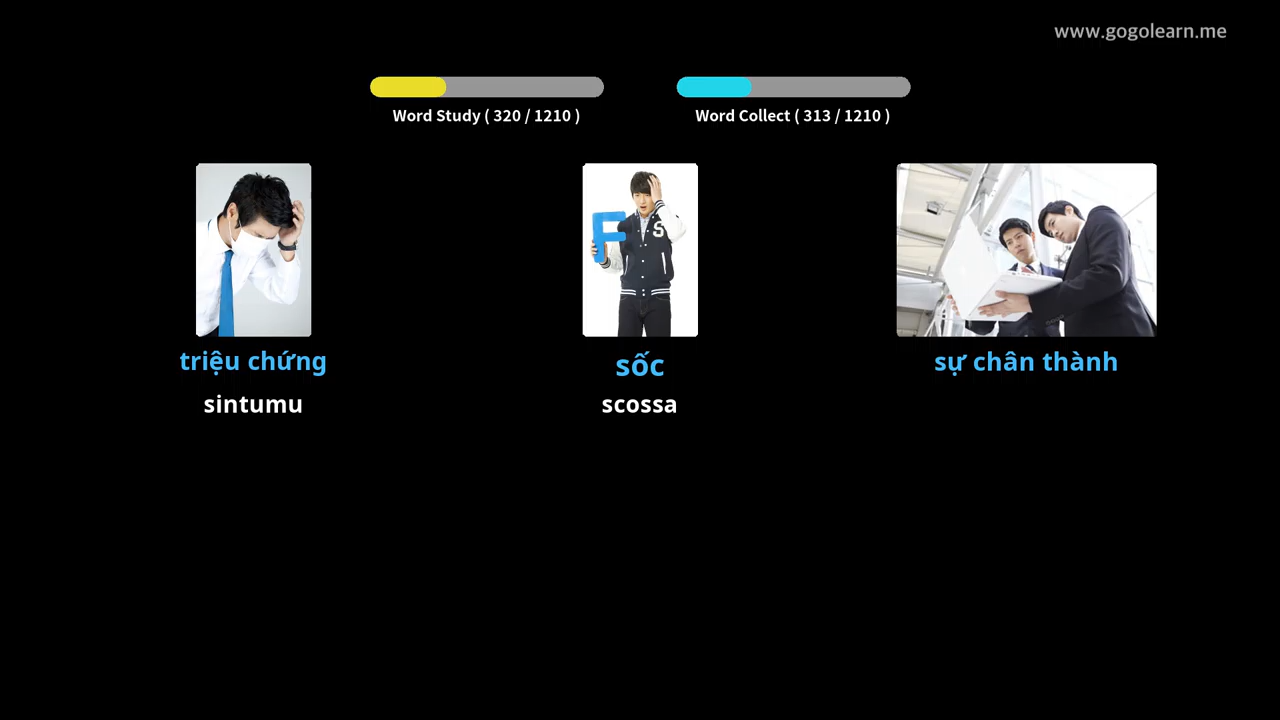 www.gogolearn.me
Word Study ( 320 / 1210 )
Word Collect ( 313 / 1210 )
F
S
triệu chứng
sốc
sự chân thành
sintumu
scossa